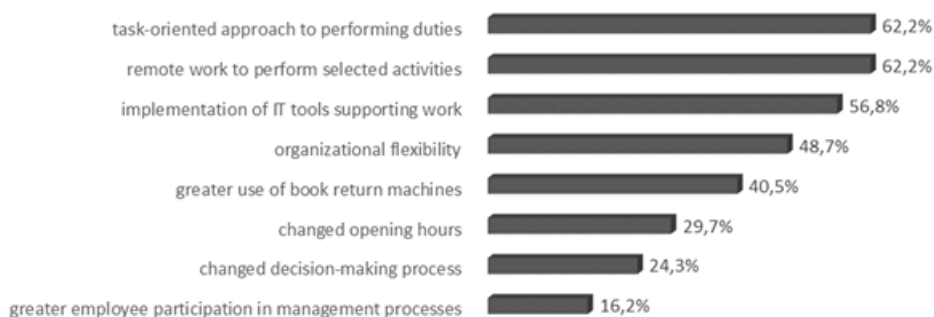 task-oriented approach to performing duties 62,2%
remote work to perform selected activities 62,2%
implementation of IT tools supporting work 56,8%
organizational flexibility 48,7%
greater use of book return machines 40,5%
changed opening hours 29,7%
changed decision-making process 24,3%
greater employee participation in management processes 16,2%